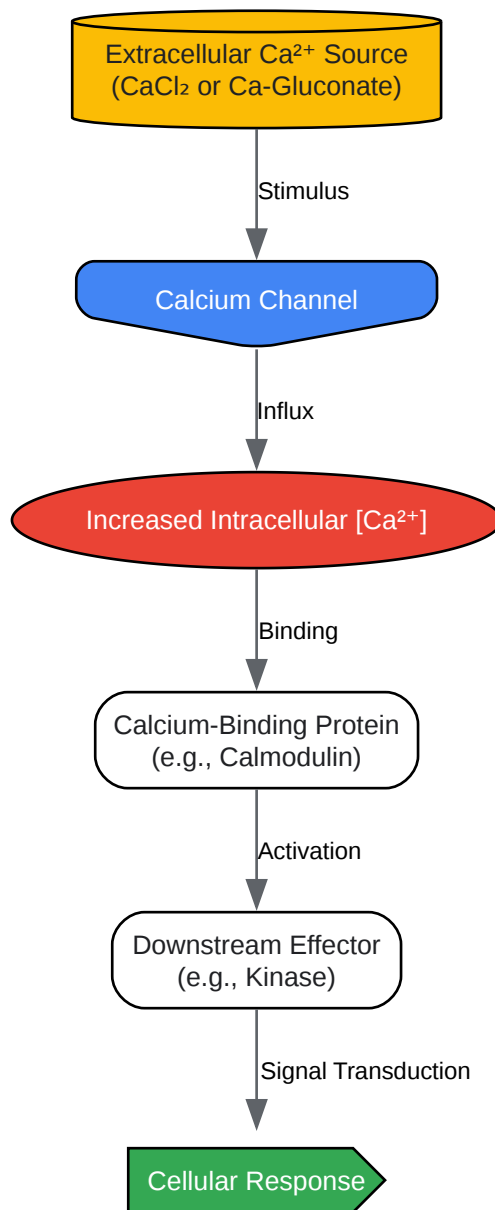 Extracellular Ca²⁺ Source
(CaCl₂ or Ca-Gluconate)
Stimulus
Calcium Channel
Influx
Increased Intracellular [Ca²⁺]
Binding
Calcium-Binding Protein
(e.g., Calmodulin)
Activation
Downstream Effector
(e.g., Kinase)
Signal Transduction
Cellular Response